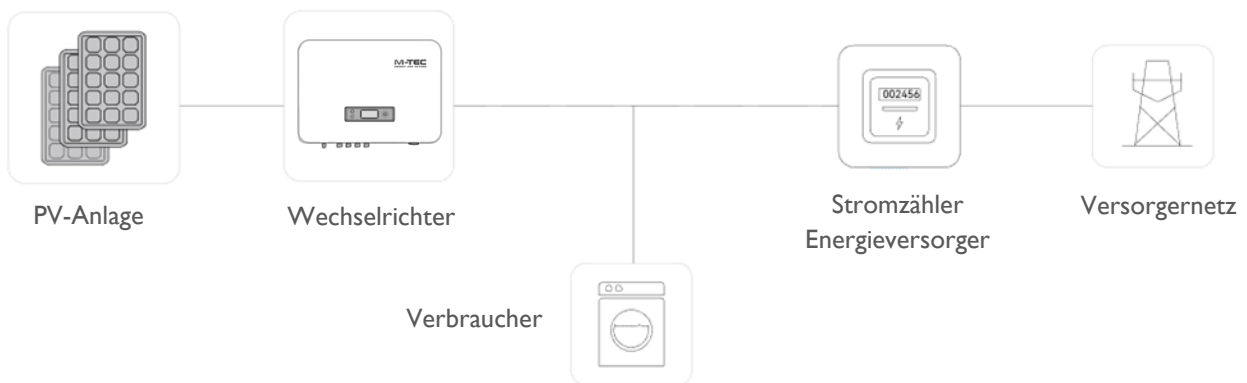 M-TEC
002456
PV-Anlage
Wechselrichter
Stromzähler
Energieversorger
Versorgernetz
Verbraucher